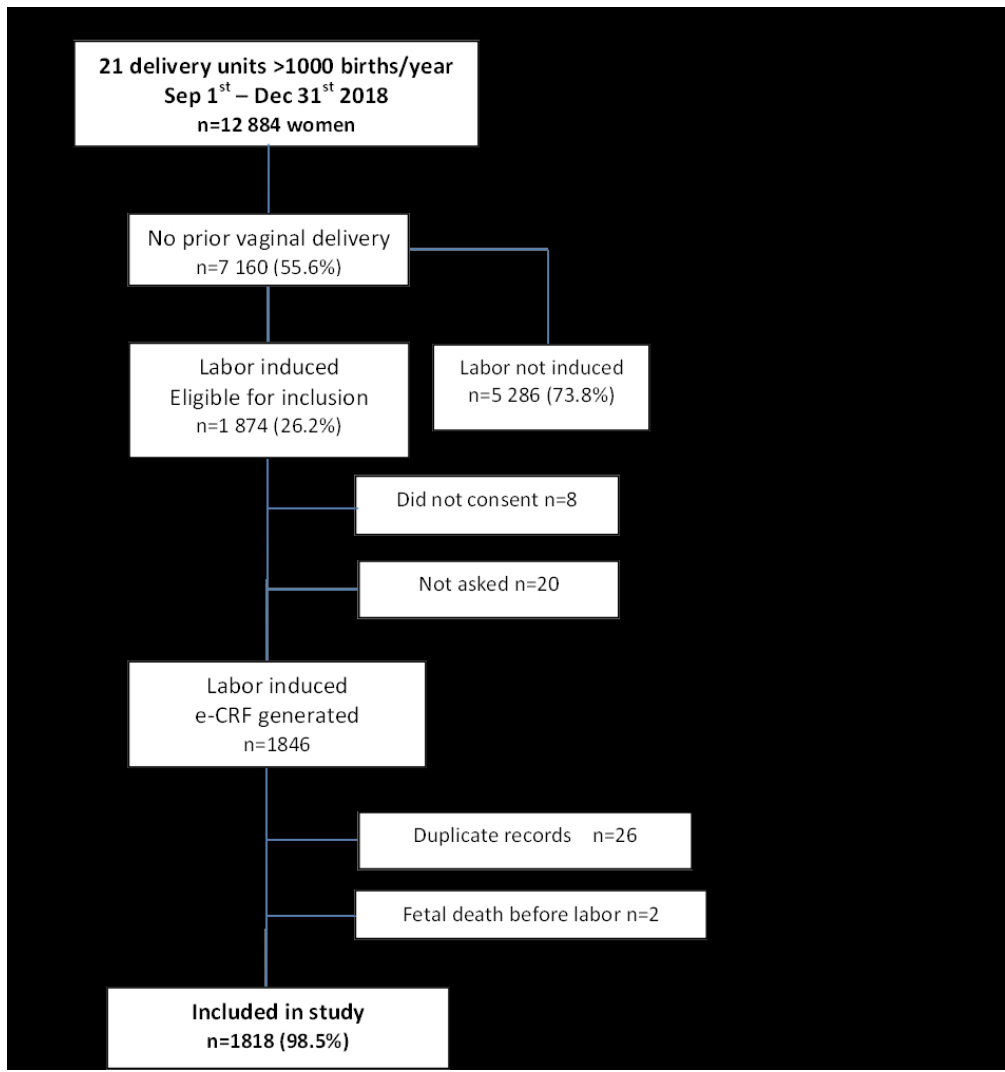 21 delivery units >1000 births/year
Sep 1st – Dec 31st 2018
n=12 884 women
No prior vaginal delivery
n=7 160 (55.6%)
Labor induced
Eligible for inclusion
n=1 874 (26.2%)
Labor not induced
n=5 286 (73.8%)
Did not consent n=8
Not asked n=20
Labor induced
e-CRF generated
n=1846
Duplicate records n=26
Fetal death before labor n=2
Included in study
n=1818 (98.5%)